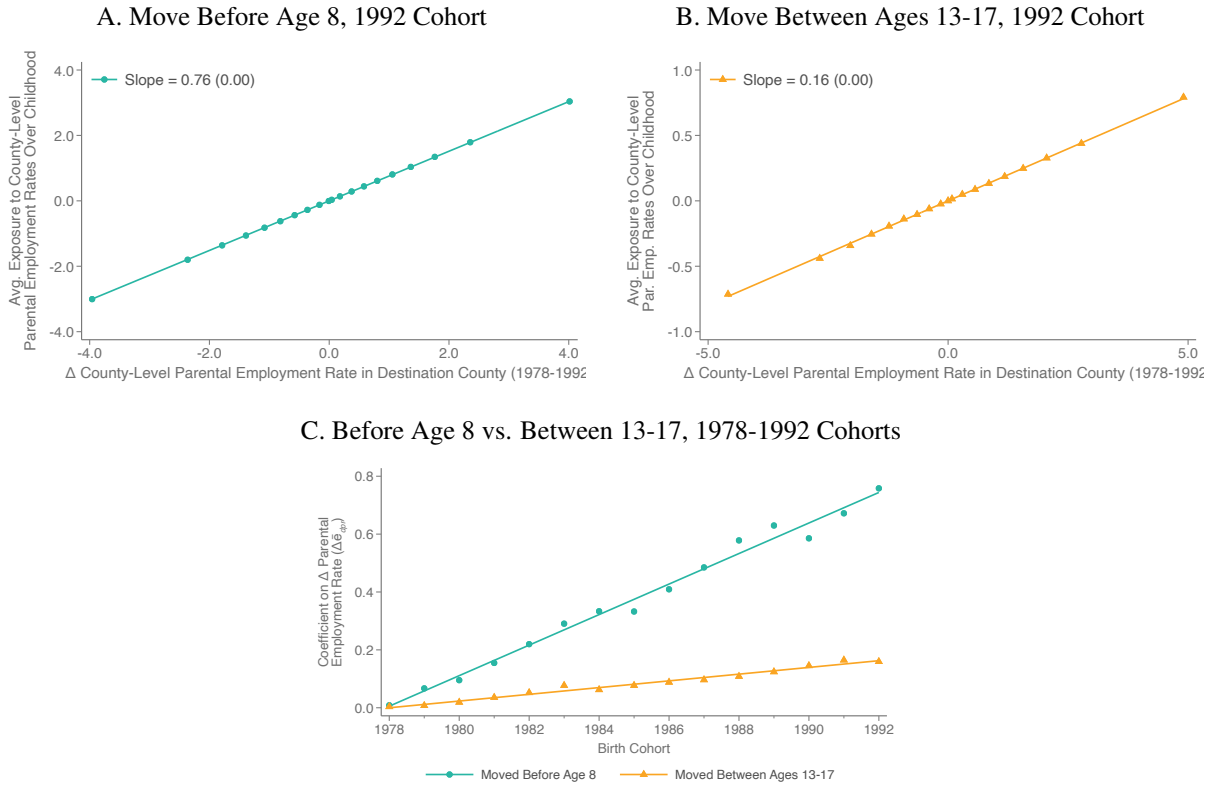 A. Move Before Age 8, 1992 Cohort
Avg. Exposure to County-Level
Parental Employment Rates Over Childhood
4.0
2.0
0.0
-2.0
-4.0
Slope = 0.76 (0.00)
-4.0 -2.0 0.0 2.0 4.0
Δ County-Level Parental Employment Rate in Destination County (1978-1992
B. Move Between Ages 13-17, 1992 Cohort
Avg. Exposure to County-Level
Par. Emp. Rates Over Childhood
1.0
0.5
0.0
-0.5
-1.0
Slope = 0.16 (0.00)
-5.0 0.0 5.0
Δ County-Level Parental Employment Rate in Destination County (1978-1992
C. Before Age 8 vs. Between 13-17, 1978-1992 Cohorts
Coefficient on Δ Parental
Employment Rate
0.8
0.6
0.4
0.2
0.0
1978 1980 1982 1984 1986 1988 1990 1992
Birth Cohort
Moved Before Age 8 Moved Between Ages 13-17